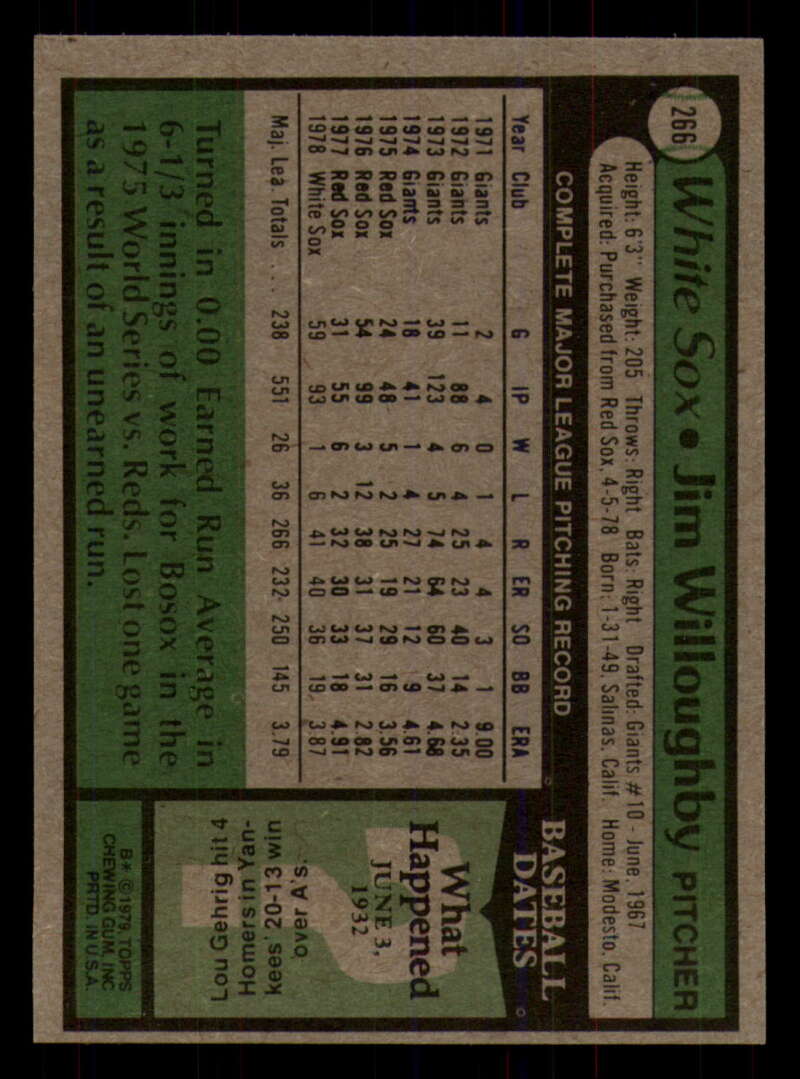 266
White Sox • Jim Willoughby PITCHER
Height: 6'3" Weight: 205 Throws: Right Bats: Right Drafted: Giants #10 - June, 1967
Acquired: Purchased from Red Sox, 4-5-78 Born: 1-31-49, Salinas, Calif. Home: Modesto, Calif.
COMPLETE MAJOR LEAGUE PITCHING RECORD
Year Club G IP W L R ER SO BB ERA
1971 Giants 2 4 0 1 4 4 3 1 9.00
1972 Giants 11 88 6 4 25 23 40 14 2.35
1973 Giants 39 123 4 5 74 64 60 37 4.68
1974 Giants 18 41 1 4 27 21 12 9 4.61
1975 Red Sox 24 48 5 2 25 19 29 16 3.56
1976 Red Sox 54 99 3 12 38 31 37 31 2.82
1977 Red Sox 31 55 6 2 32 30 33 18 4.91
1978 White Sox 59 93 1 6 41 40 36 19 3.87
Maj. Lea. Totals . . . 238 551 26 36 266 232 250 145 3.79
Turned in 0.00 Earned Run Average in
6-1/3 innings of work for Bosox in the
1975 World Series vs. Reds. Lost one game
as a result of an unearned run.
BASEBALL
DATES
What
Happened
JUNE 3,
1932
Lou Gehrig hit 4
Homers in Yan-
kees' 20-13 win
over A's.
B* © 1979, TOPPS
CHEWING GUM, INC.
PRTD. IN U.S.A.